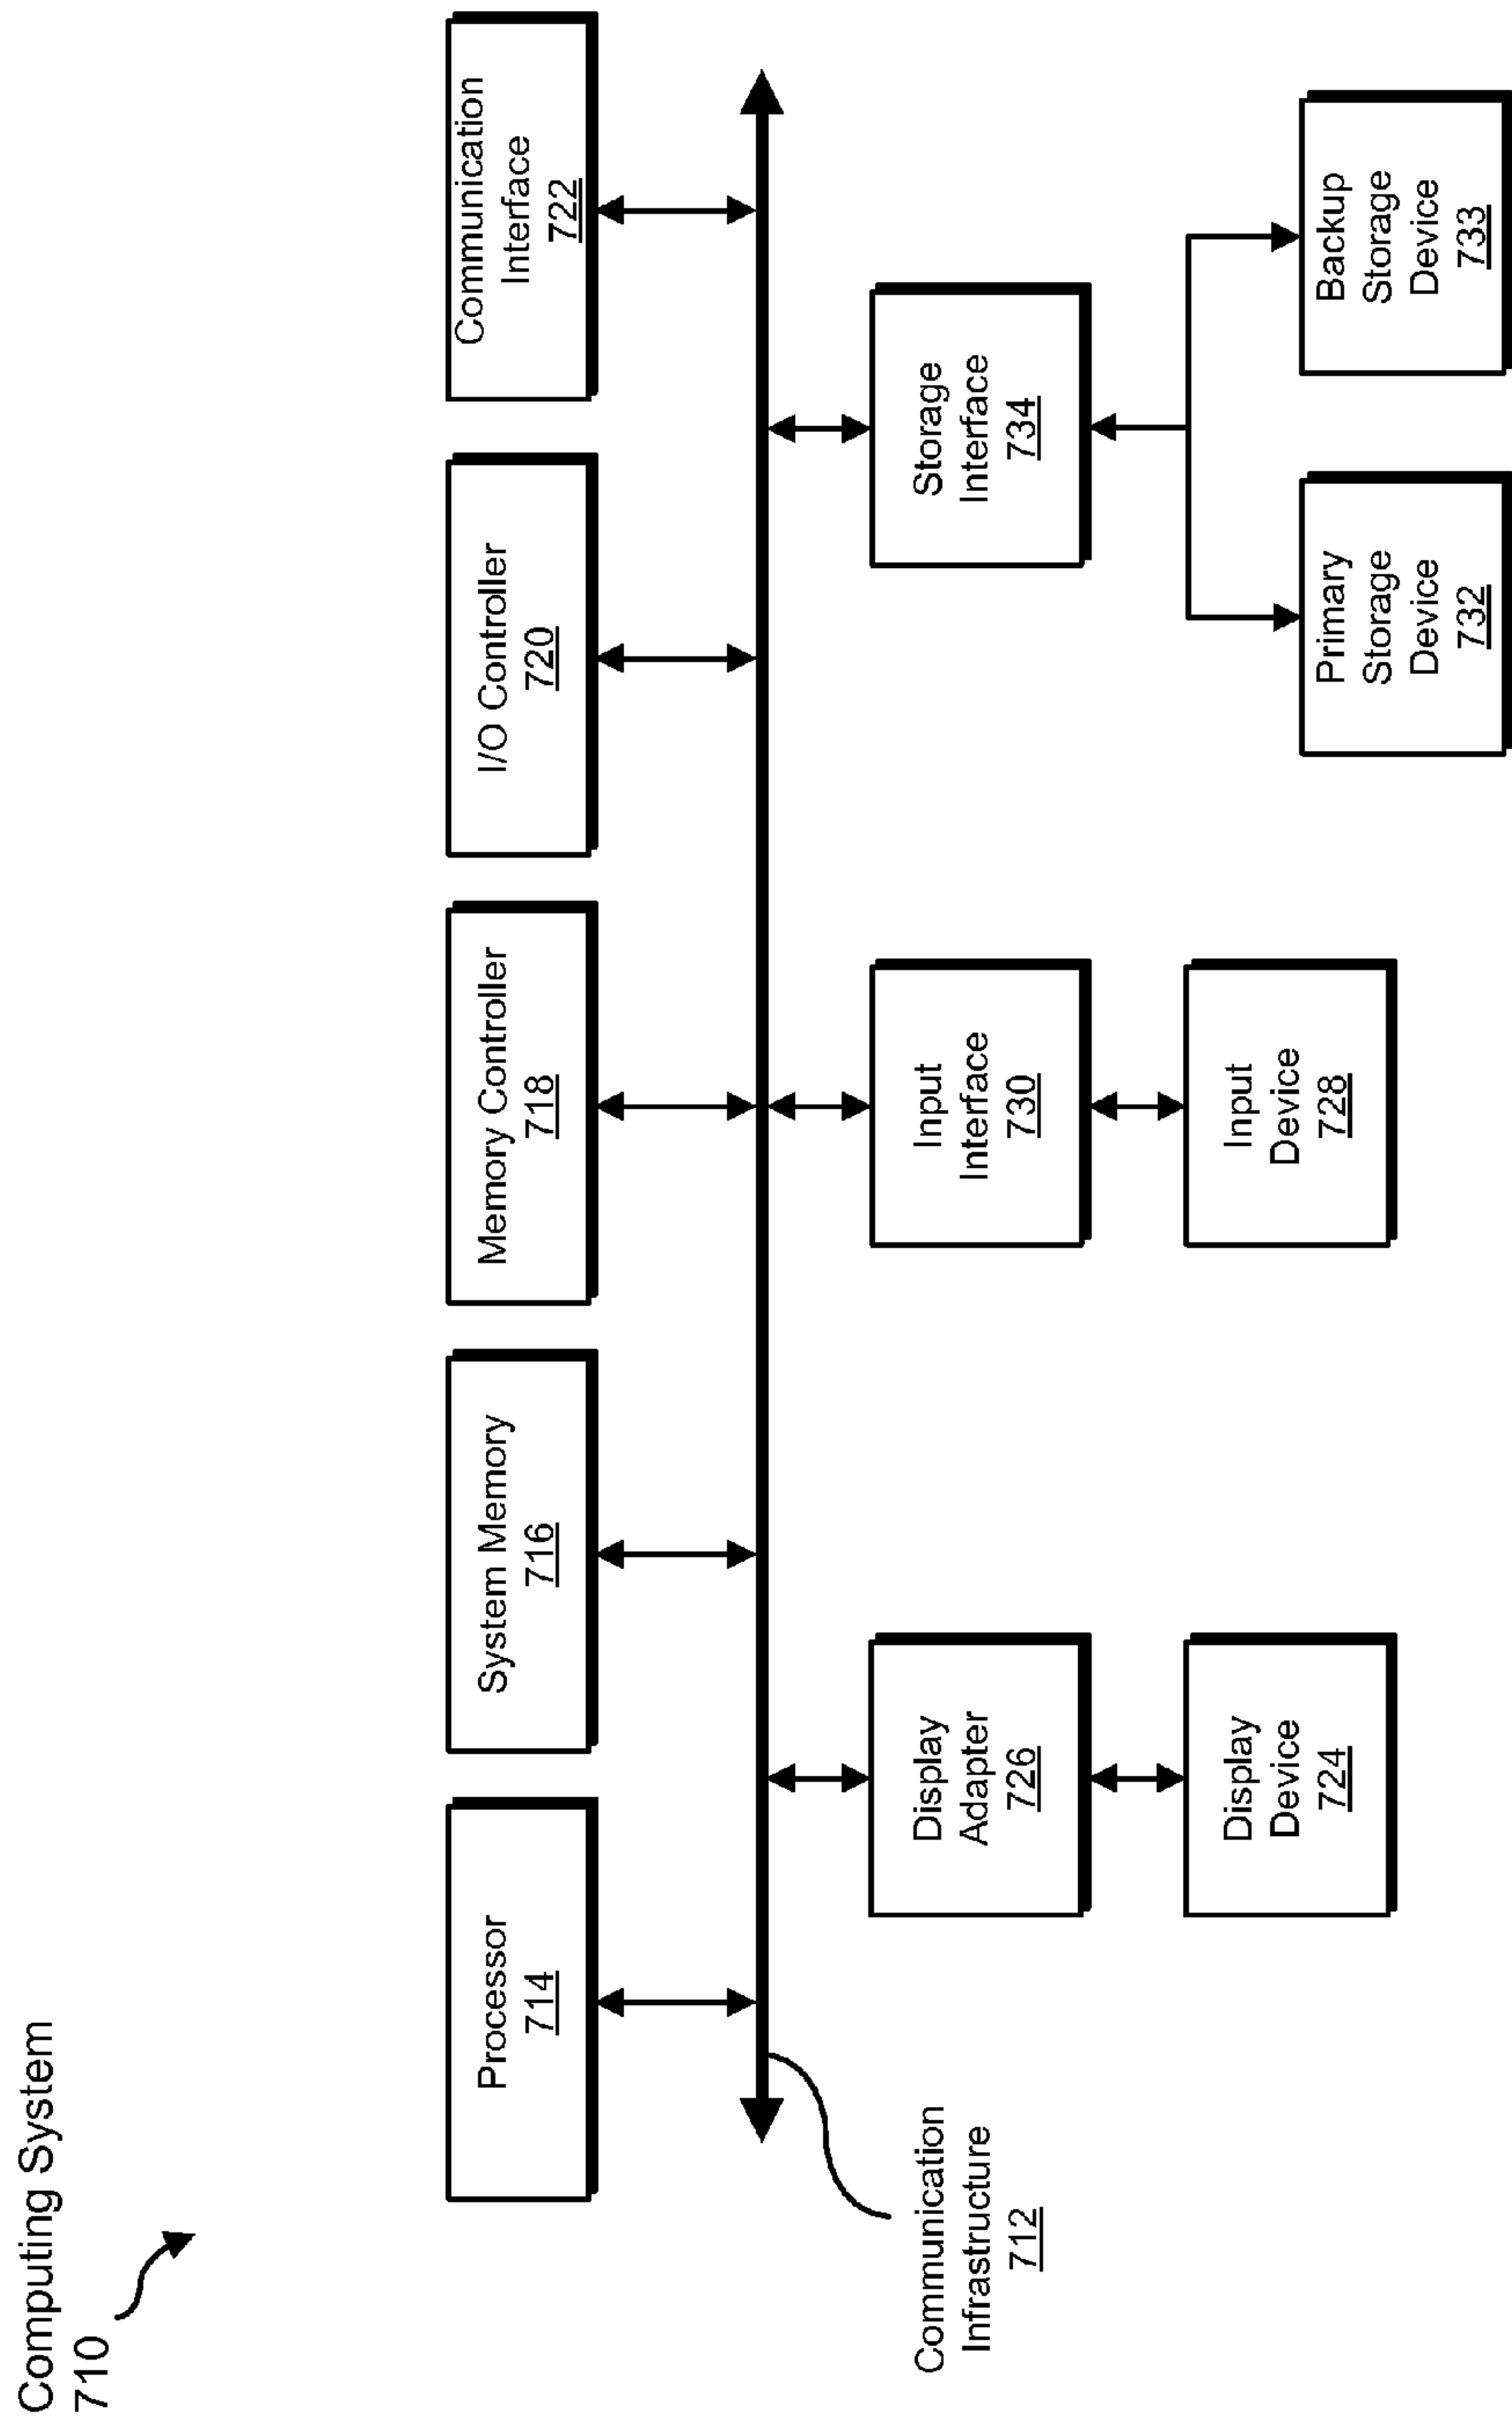 Computing System
710
Processor
714
System Memory
716
Memory Controller
718
I/O Controller
720
Communication
Interface
722
Communication
Infrastructure
712
Display
Adapter
726
Input
Interface
730
Storage
Interface
734
Display
Device
724
Input
Device
728
Primary
Storage
Device
732
Backup
Storage
Device
733